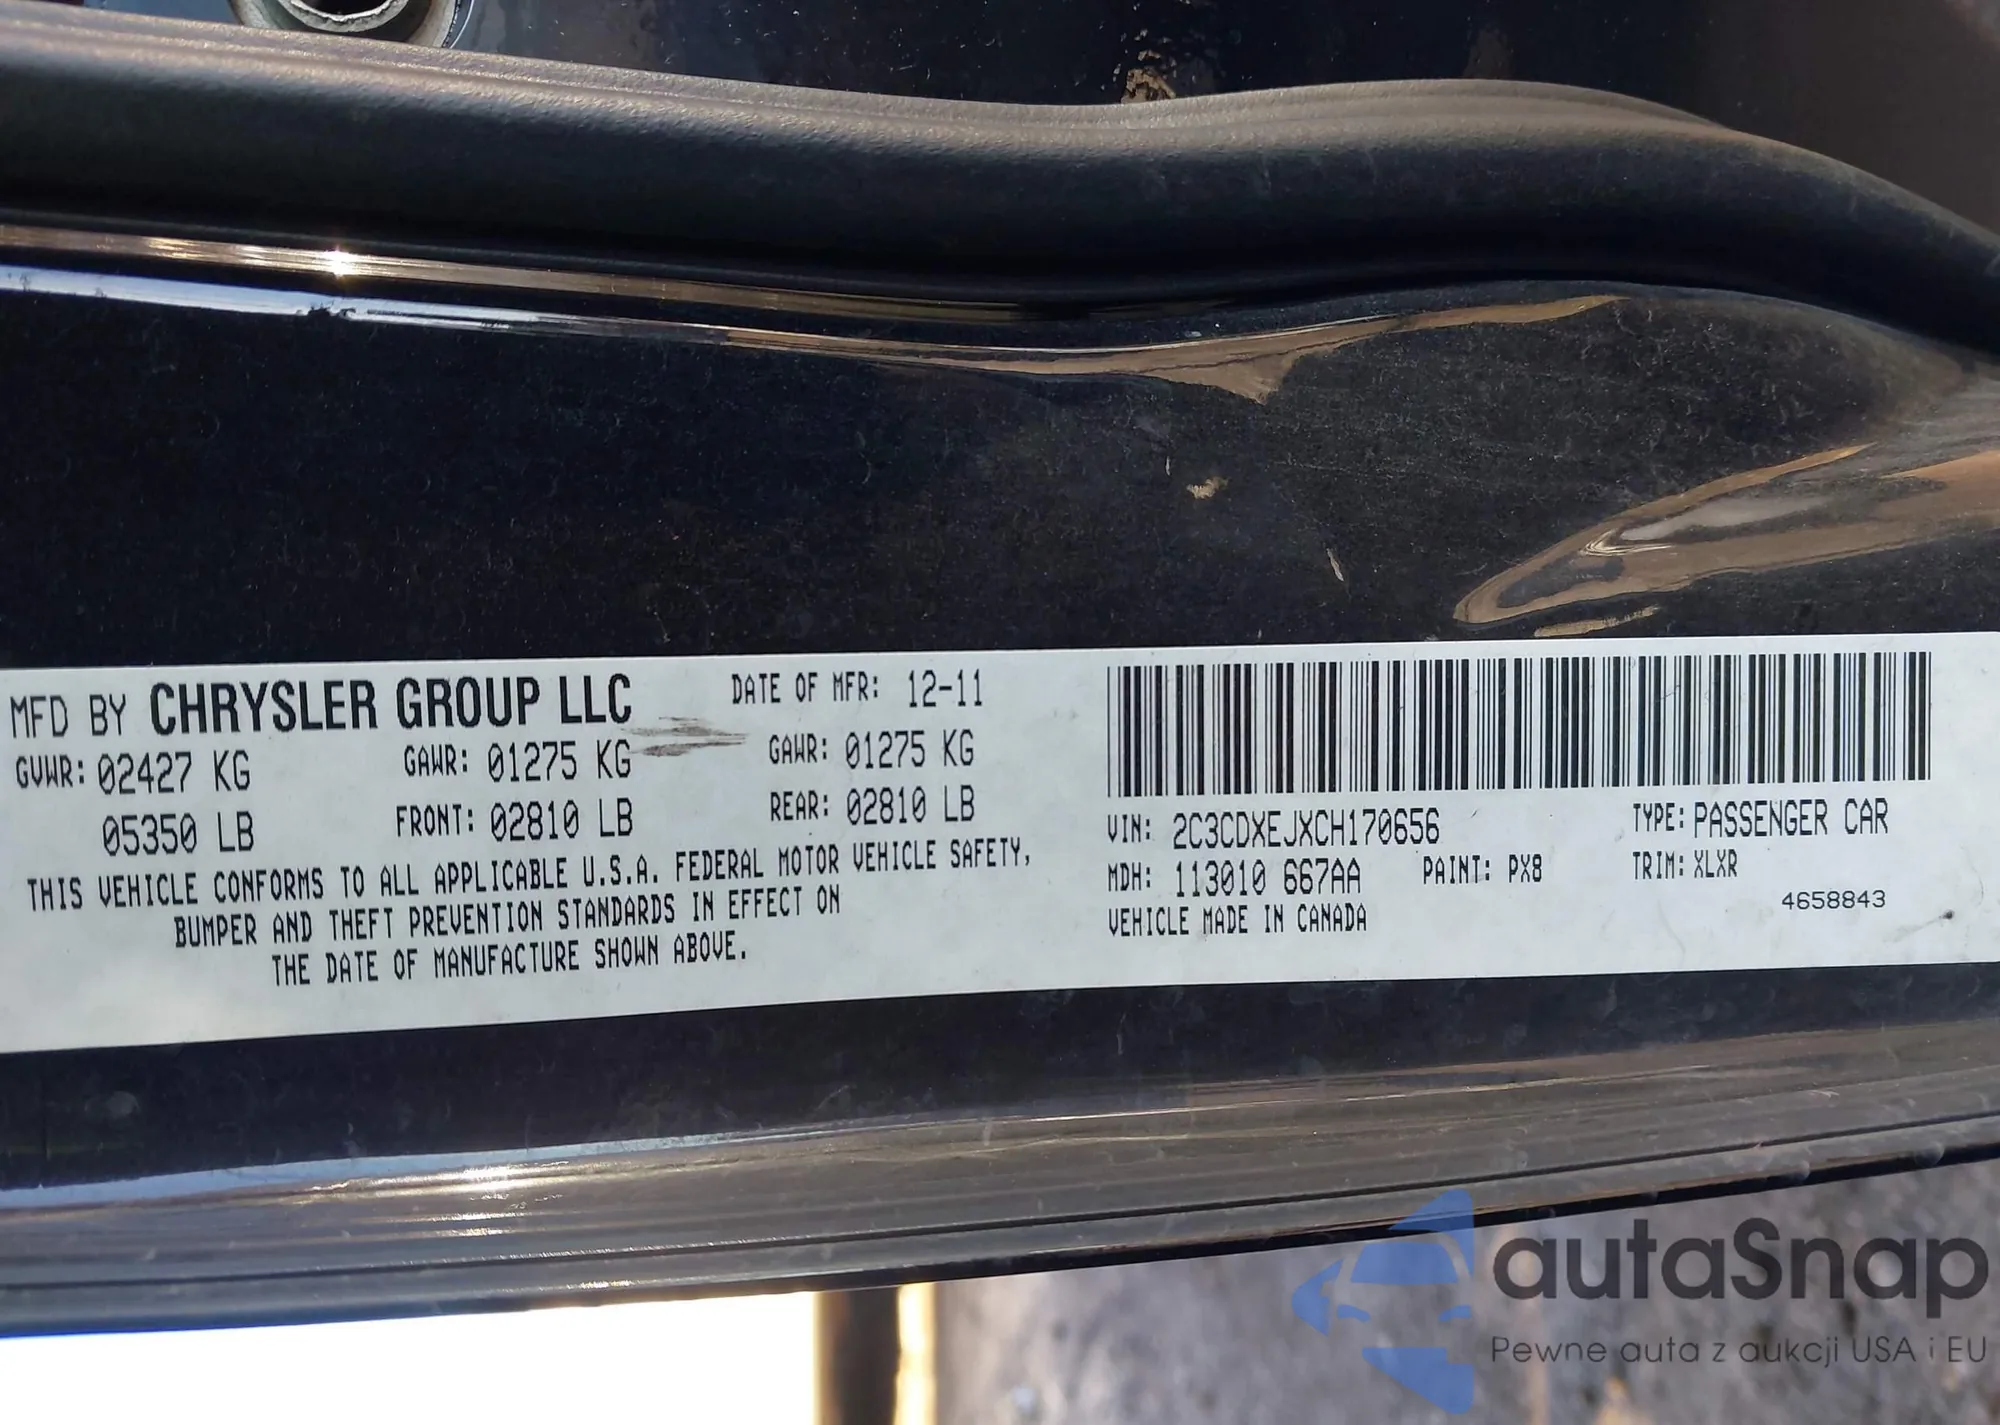 MFD BY CHRYSLER GROUP LLC
DATE OF MFR: 12-11
GVWR: 02427 KG
05350 LB
GAWR: 01275 KG
FRONT: 02810 LB
GAWR: 01275 KG
REAR: 02810 LB
THIS VEHICLE CONFORMS TO ALL APPLICABLE U.S.A. FEDERAL MOTOR VEHICLE SAFETY,
BUMPER AND THEFT PREVENTION STANDARDS IN EFFECT ON
THE DATE OF MANUFACTURE SHOWN ABOVE.
VIN: 2C3CDXEJXCH170656
TYPE: PASSENGER CAR
MDH: 113010 667AA
PAINT: PX8
TRIM: XLXR
VEHICLE MADE IN CANADA
4658843
autaSnap
Pewne auta z aukcji USA i EU